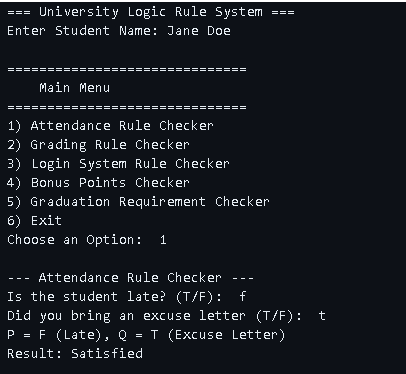 === University Logic Rule System ===
Enter Student Name: Jane Doe
==============================
Main Menu
==============================
1) Attendance Rule Checker
2) Grading Rule Checker
3) Login System Rule Checker
4) Bonus Points Checker
5) Graduation Requirement Checker
6) Exit
Choose an Option:  1
--- Attendance Rule Checker ---
Is the student late? (T/F):  f
Did you bring an excuse letter (T/F):  t
P = F (Late), Q = T (Excuse Letter)
Result: Satisfied